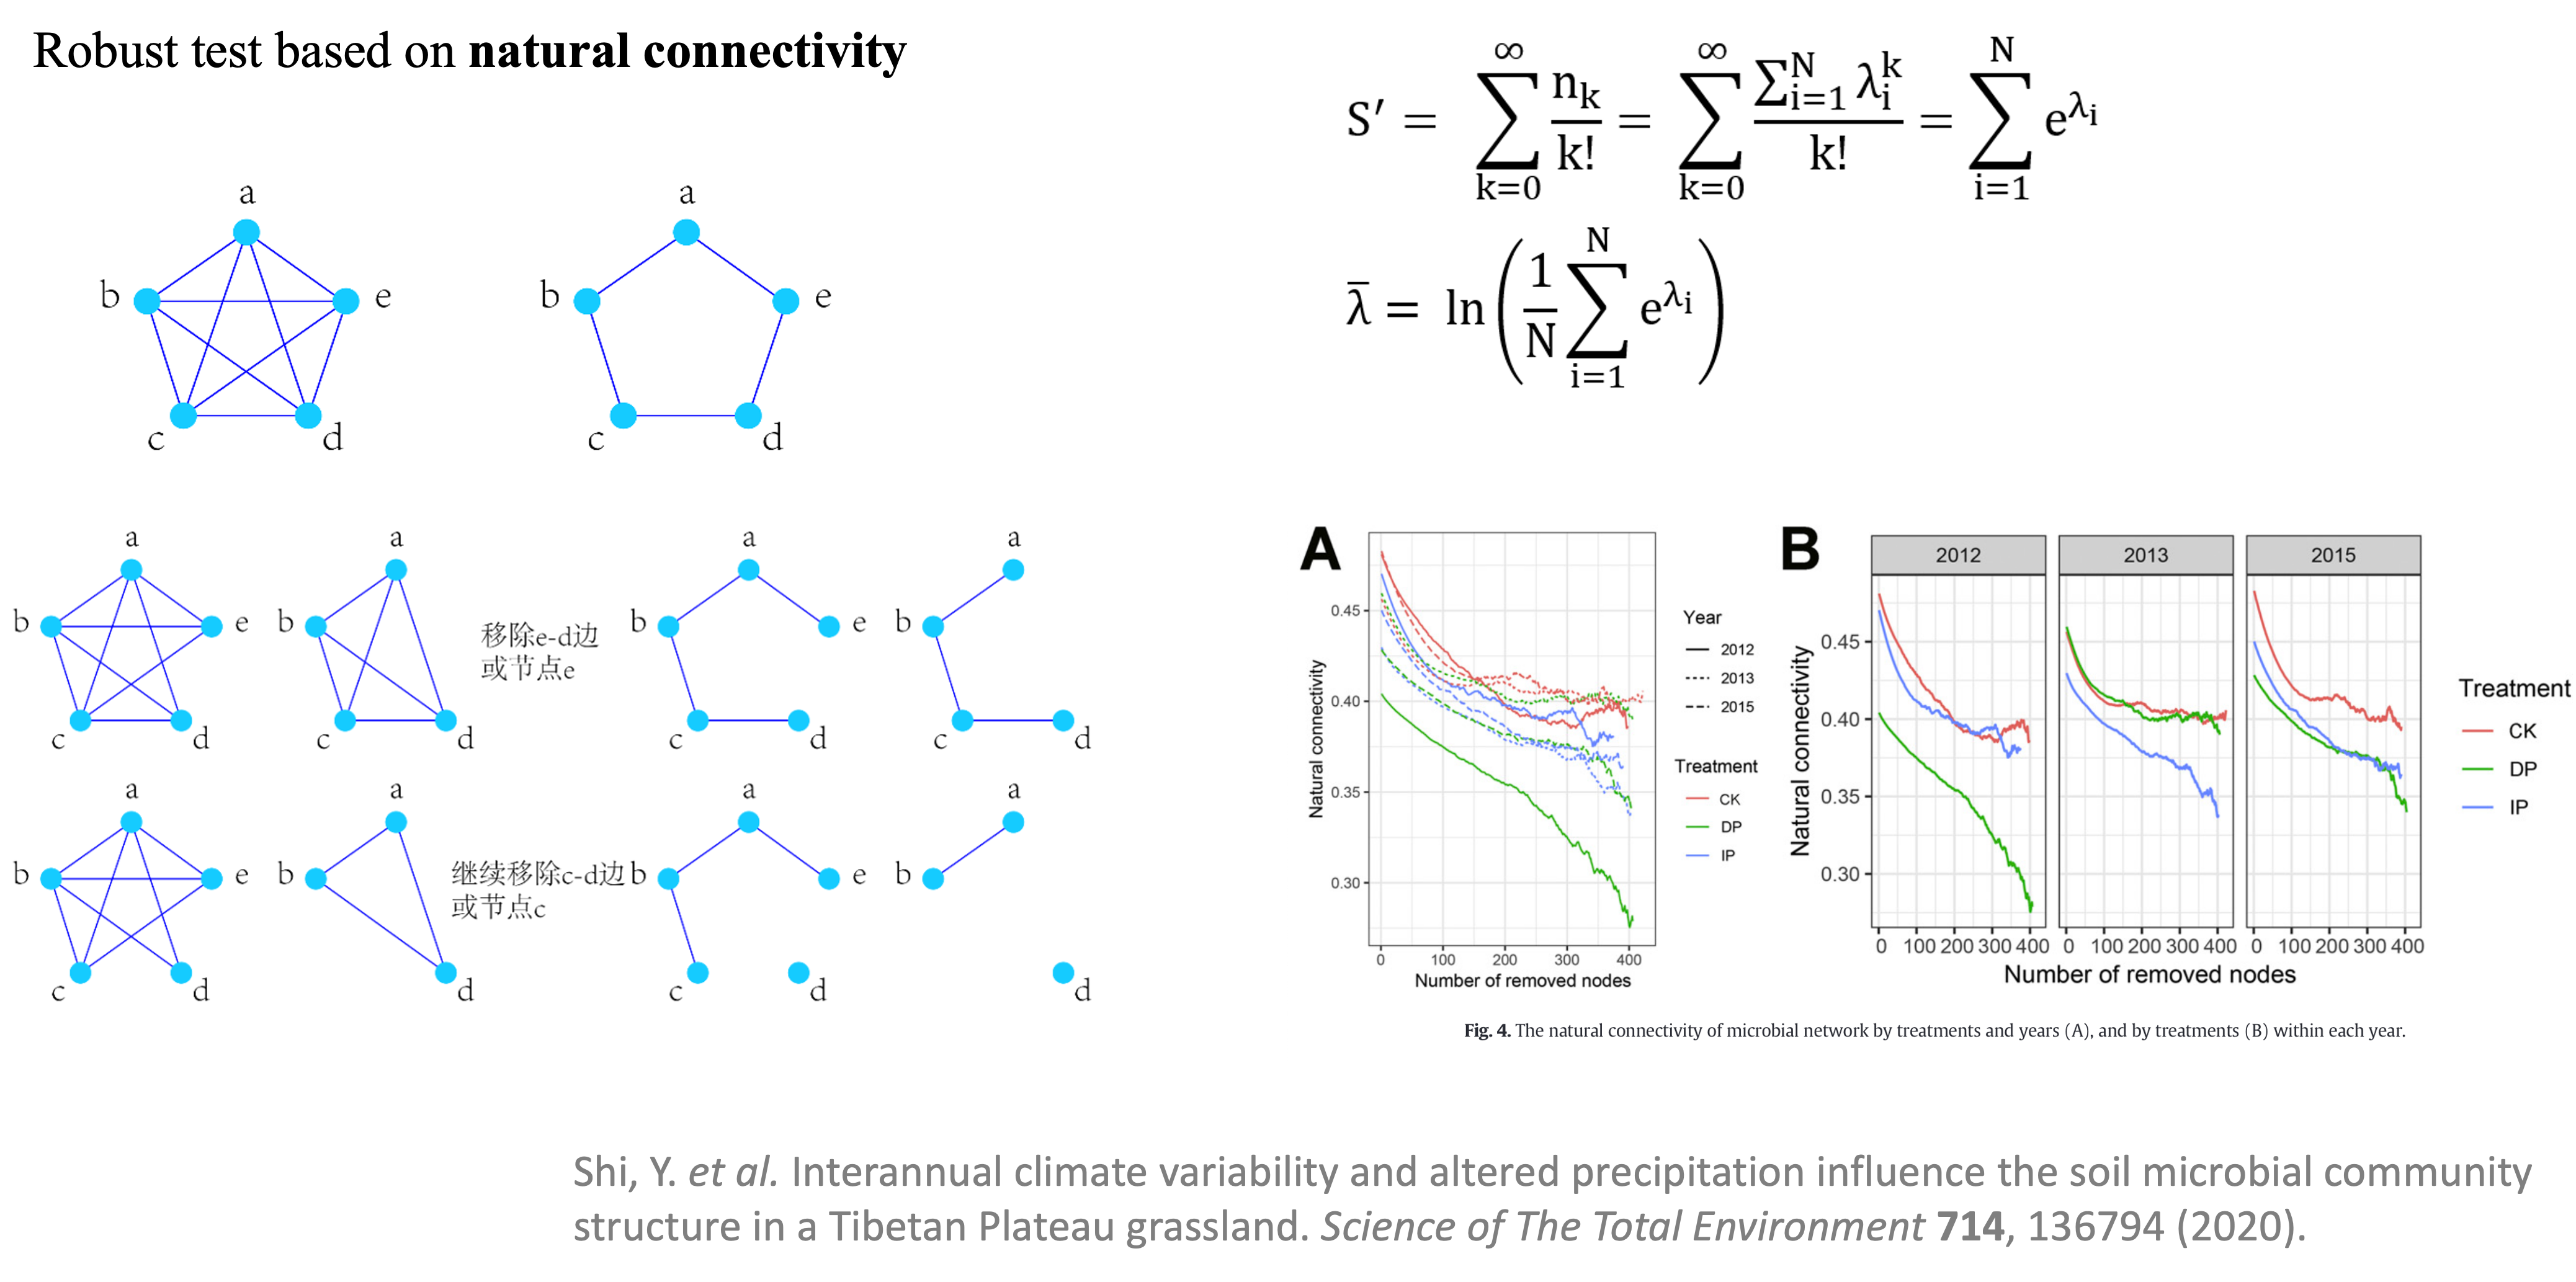 Robust test based on natural connectivity
S′ = ∑_{k=0}^{∞} n_k/k! = ∑_{k=0}^{∞} ∑_{i=1}^{N} λ_i^k/k! = ∑_{i=1}^{N} e^{λ_i}
λ̄ = ln(1/N ∑_{i=1}^{N} e^{λ_i})
a
b e
c d
a
b e
c d
a
b e
c d
a
b
c d
移除e-d边
或节点e
a
b e
c d
a
b
c d
a
b e
c d
a
b
d
继续移除c-d边
或节点c
a
b e
c d
a
b
d
A
Natural connectivity
0.45
0.40
0.35
0.30
0 100 200 300 400
Number of removed nodes
Year
2012
2013
2015
Treatment
CK
DP
IP
B
2012 2013 2015
Natural connectivity
0.45
0.40
0.35
0.30
0 100 200 300 400 0 100 200 300 400 0 100 200 300 400
Number of removed nodes
Treatment
CK
DP
IP
Fig. 4. The natural connectivity of microbial network by treatments and years (A), and by treatments (B) within each year.
Shi, Y. et al. Interannual climate variability and altered precipitation influence the soil microbial community
structure in a Tibetan Plateau grassland. Science of The Total Environment 714, 136794 (2020).